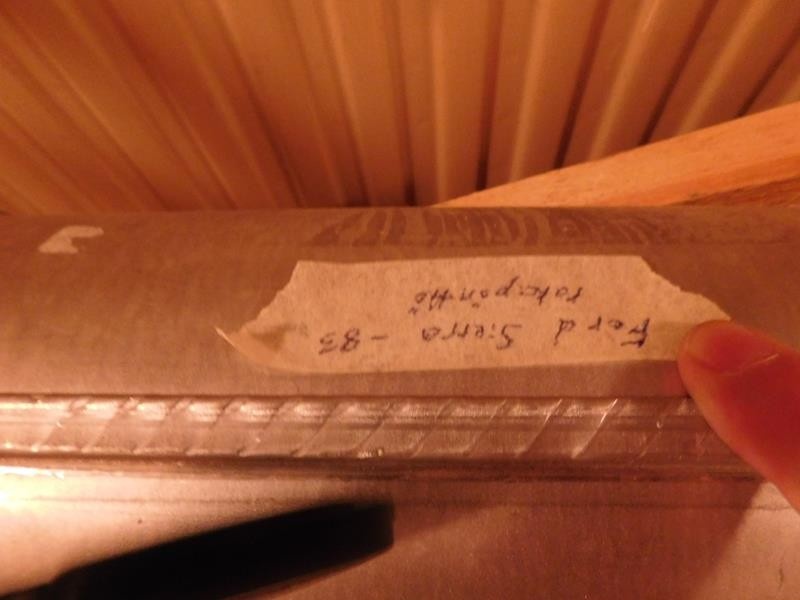 Ford Sierra - 83
takapönttö